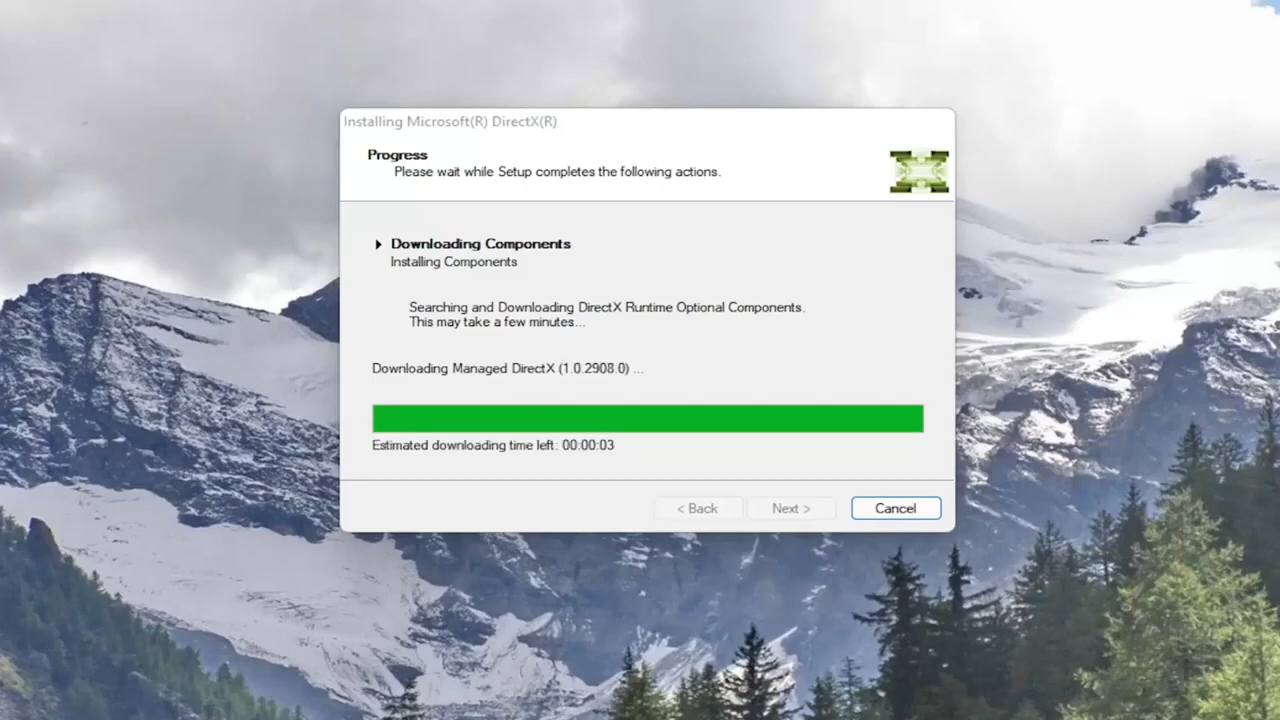 Installing Microsoft(R) DirectX(R)
Progress
Please wait while Setup completes the following actions.
Downloading Components
Installing Components
Searching and Downloading DirectX Runtime Optional Components.
This may take a few minutes...
Downloading Managed DirectX (1.0.2908.0) ...
Estimated downloading time left: 00:00:03
< Back Next > Cancel